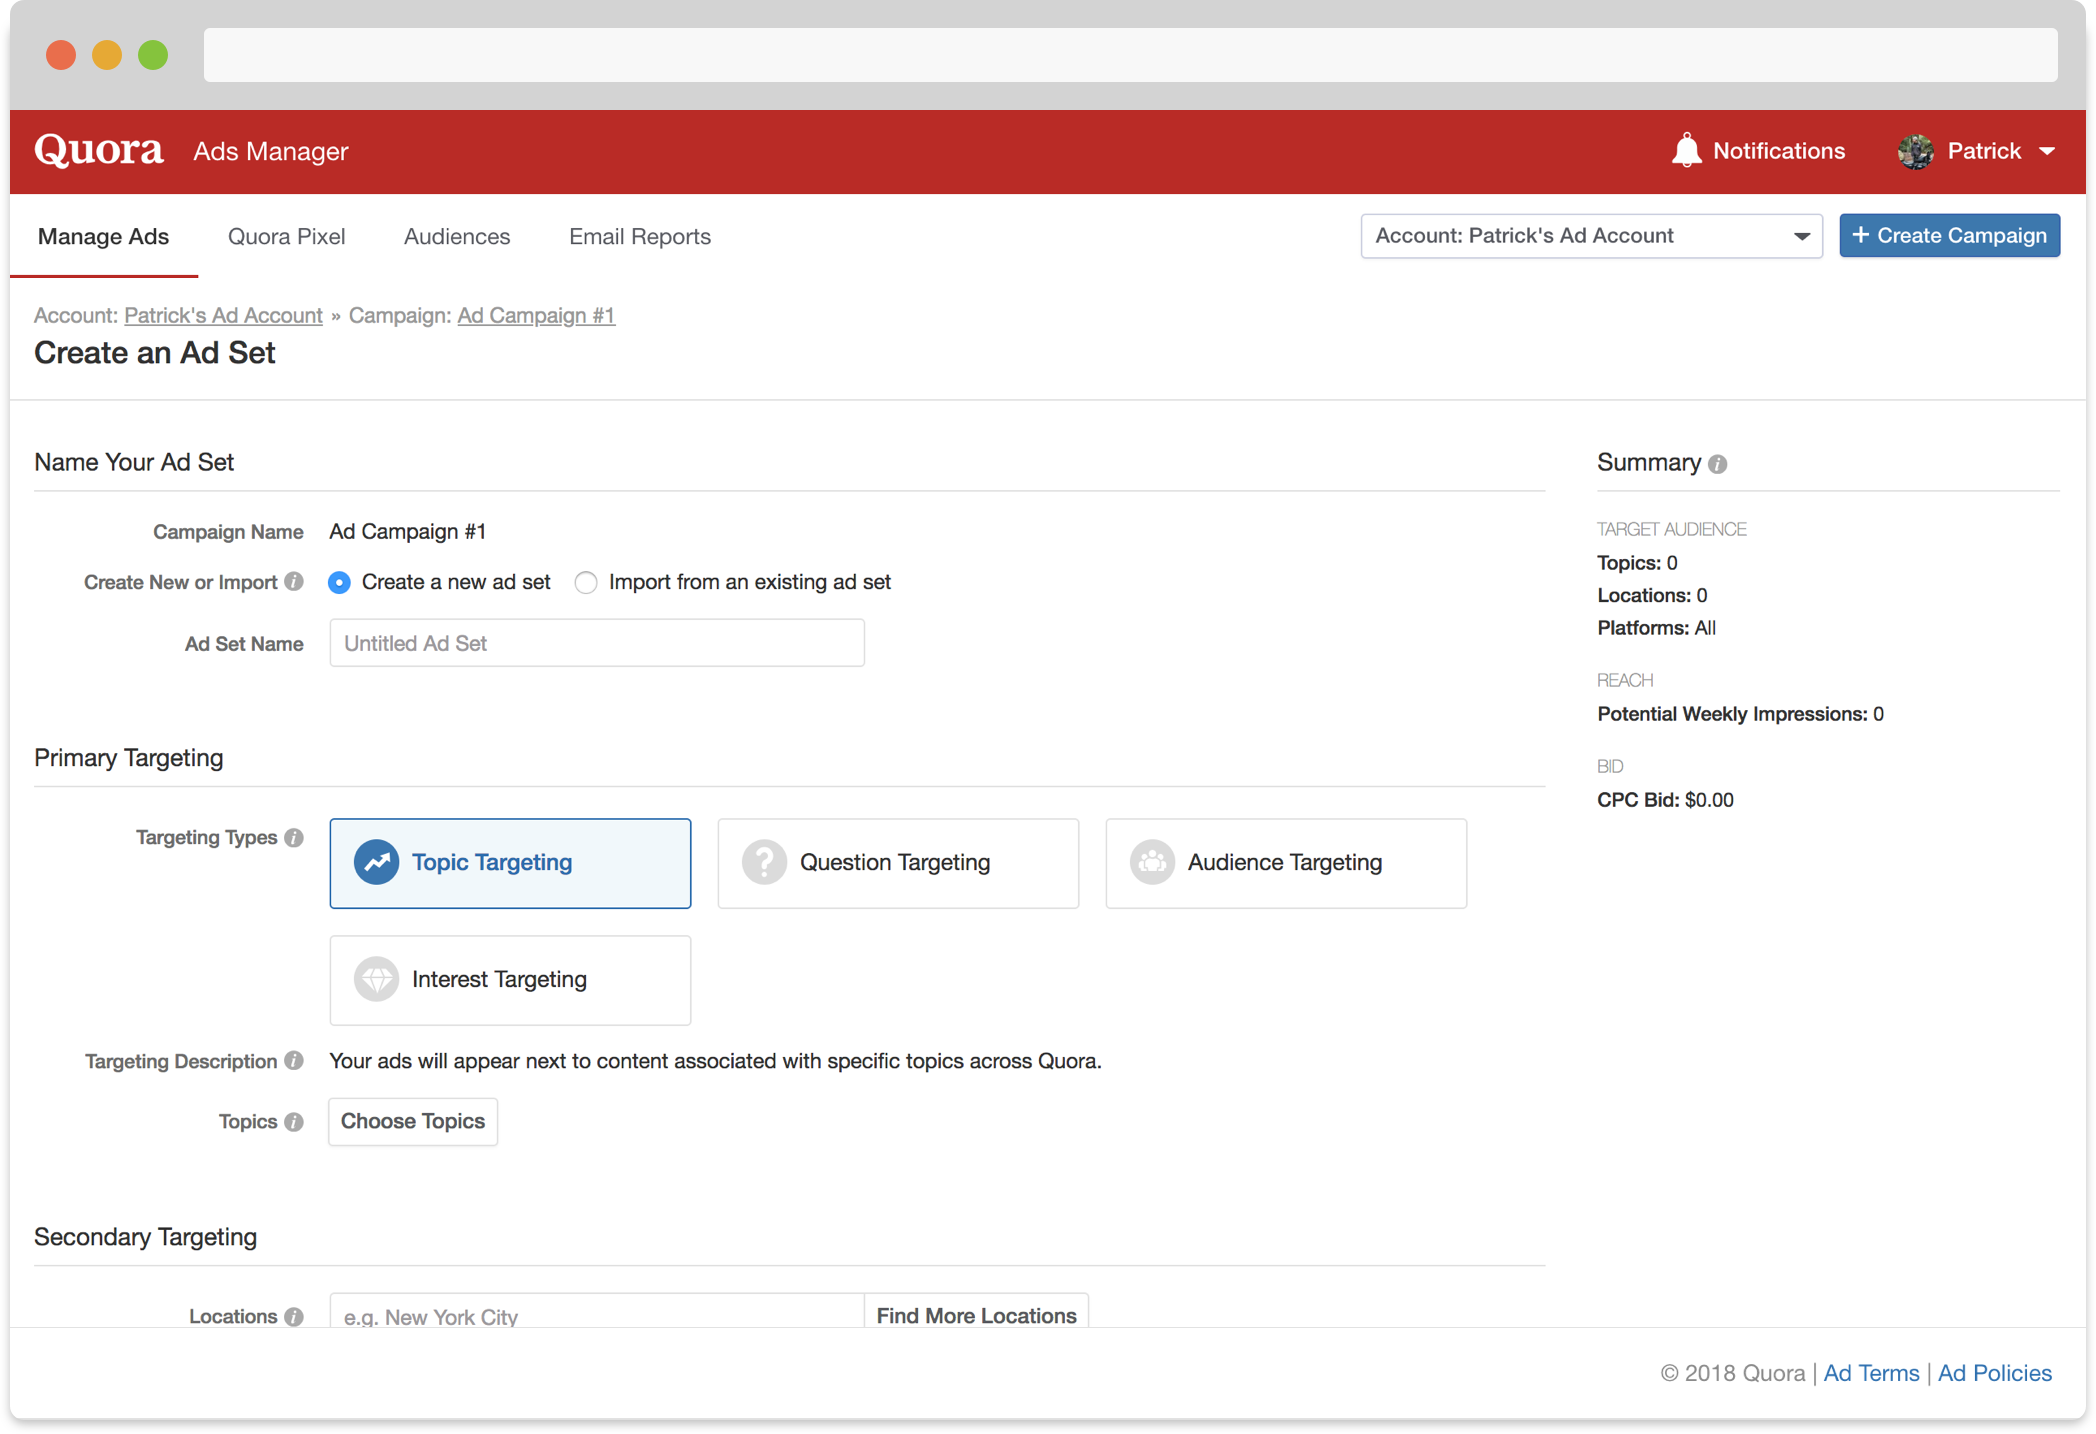 Quora Ads Manager Notifications Patrick
Manage Ads Quora Pixel Audiences Email Reports Account: Patrick's Ad Account + Create Campaign
Account: Patrick's Ad Account » Campaign: Ad Campaign #1
Create an Ad Set
Name Your Ad Set
Campaign Name Ad Campaign #1
Create New or Import i Create a new ad set Import from an existing ad set
Ad Set Name Untitled Ad Set
Primary Targeting
Targeting Types i Topic Targeting ? Question Targeting Audience Targeting
Interest Targeting
Targeting Description i Your ads will appear next to content associated with specific topics across Quora.
Topics i Choose Topics
Secondary Targeting
Locations i e.g. New York City Find More Locations
Summary i
TARGET AUDIENCE
Topics: 0
Locations: 0
Platforms: All
REACH
Potential Weekly Impressions: 0
BID
CPC Bid: $0.00
© 2018 Quora | Ad Terms | Ad Policies